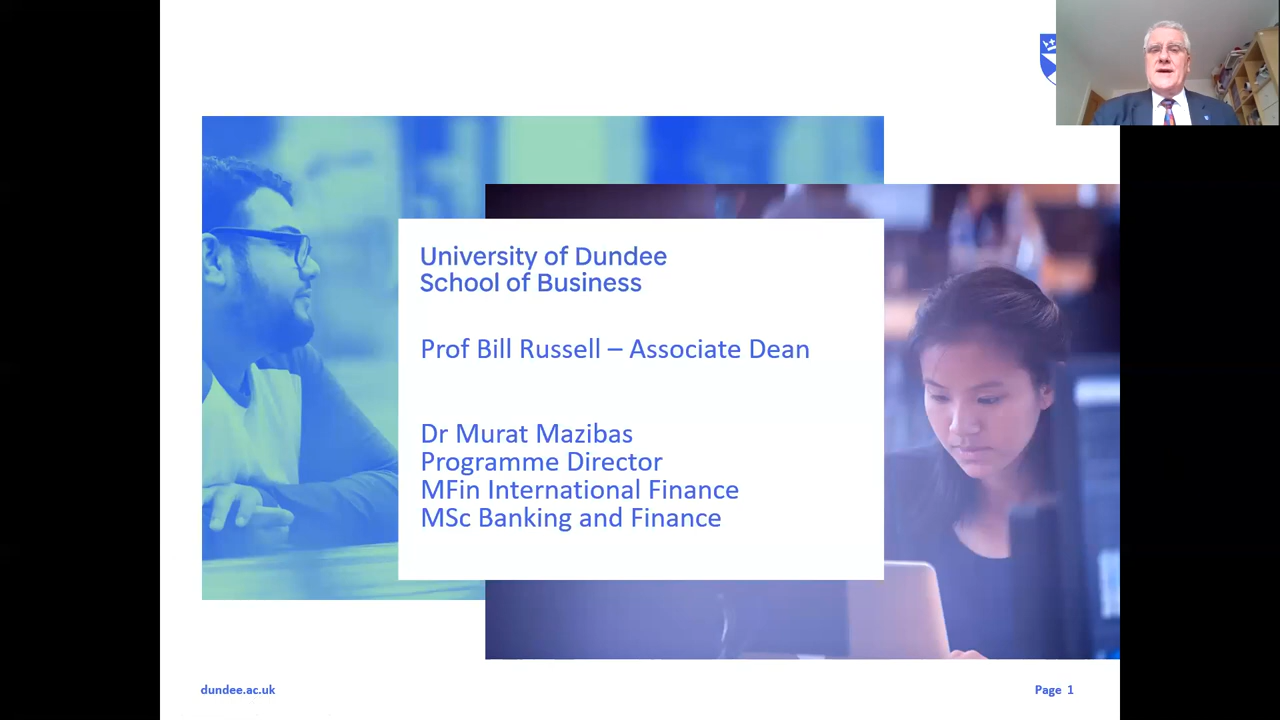 University of Dundee
School of Business
Prof Bill Russell – Associate Dean
Dr Murat Mazibas
Programme Director
MFin International Finance
MSc Banking and Finance
dundee.ac.uk
Page 1